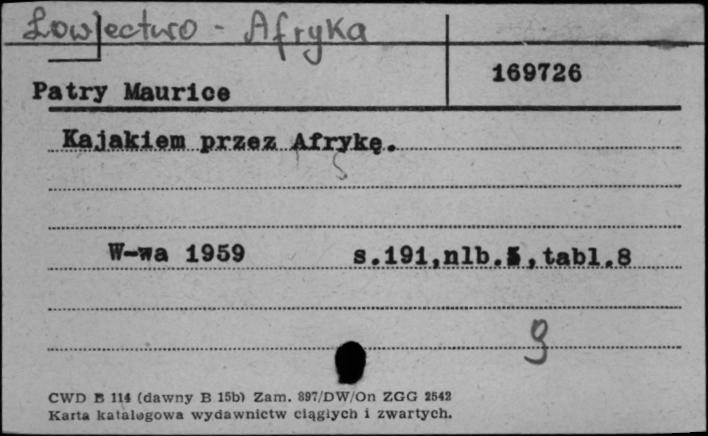 Łowiectwo - Afryka
169726
Patry Maurice
Kajakiem przez Afrykę.
W-wa 1959 s.191,nlb.5,tabl.8
g
CWD B 114 (dawny B 15b) Zam. 897/DW/On ZGG 2542
Karta katalogowa wydawnictw ciągłych i zwartych.